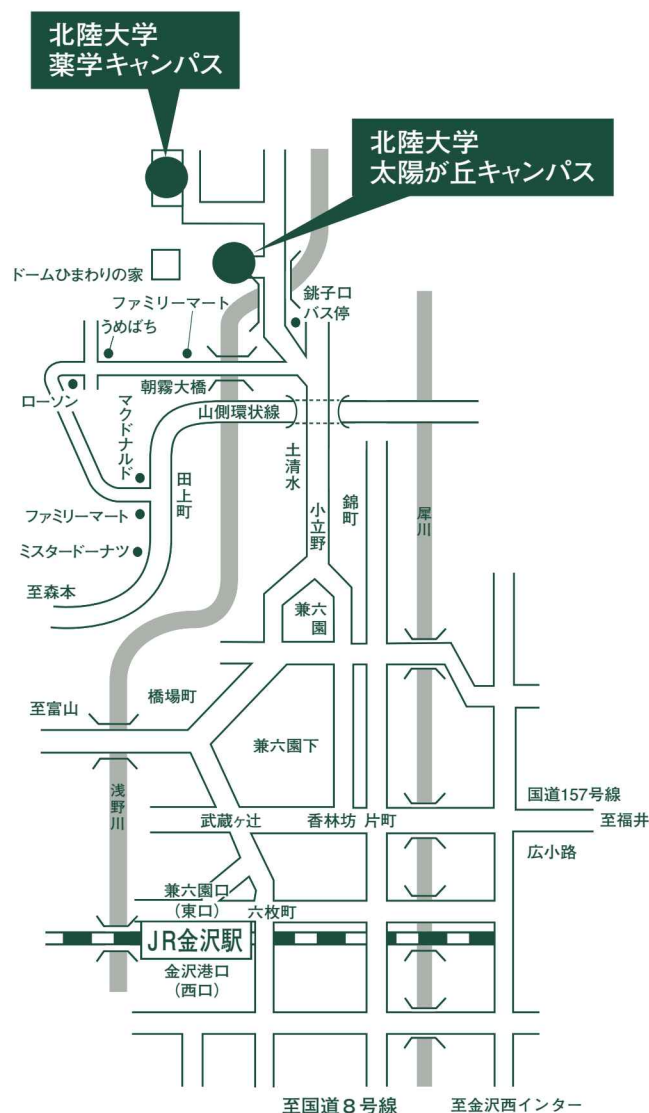 北陸大学
薬学キャンパス
北陸大学
太陽が丘キャンパス
ドームひまわりの家
ファミリーマート
うめばち
銚子口
バス停
ローソン
朝霧大橋
マクドナルド
山側環状線
田上町
土清水
小立野
錦町
犀川
ファミリーマート
ミスタードーナツ
至森本
兼六
園
橋場町
至富山
兼六園下
浅野川
国道157号線
武蔵ヶ辻
香林坊
片町
至福井
広小路
兼六園口
(東口)
六枚町
JR金沢駅
金沢港口
(西口)
至国道8号線
至金沢西インター